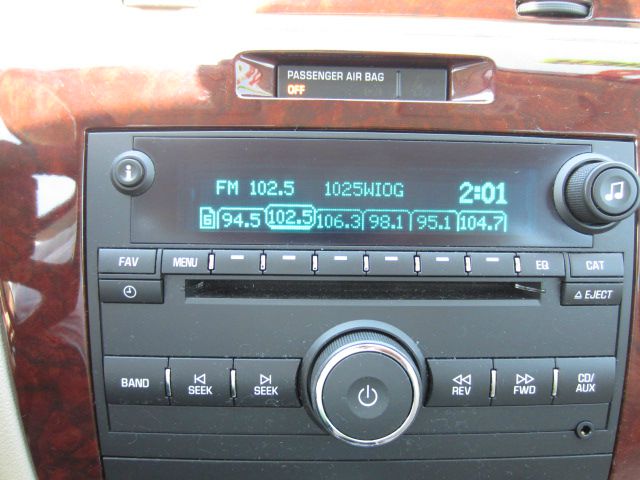 PASSENGER AIR BAG
OFF
FM 102.5 1025WIOG 2:01
6 94.5 102.5 106.3 98.1 95.1 104.7
FAV MENU EQ CAT
EJECT
BAND SEEK SEEK REV FWD CD/AUX